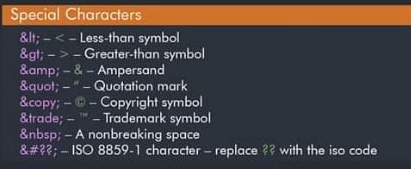 Special Characters
&lt; – < – Less-than symbol
&gt; – > – Greater-than symbol
&amp; – & – Ampersand
&quot; – “ – Quotation mark
&copy; – © – Copyright symbol
&trade; – ™ – Trademark symbol
&nbsp; – A nonbreaking space
&#??; – ISO 8859-1 character – replace ?? with the iso code